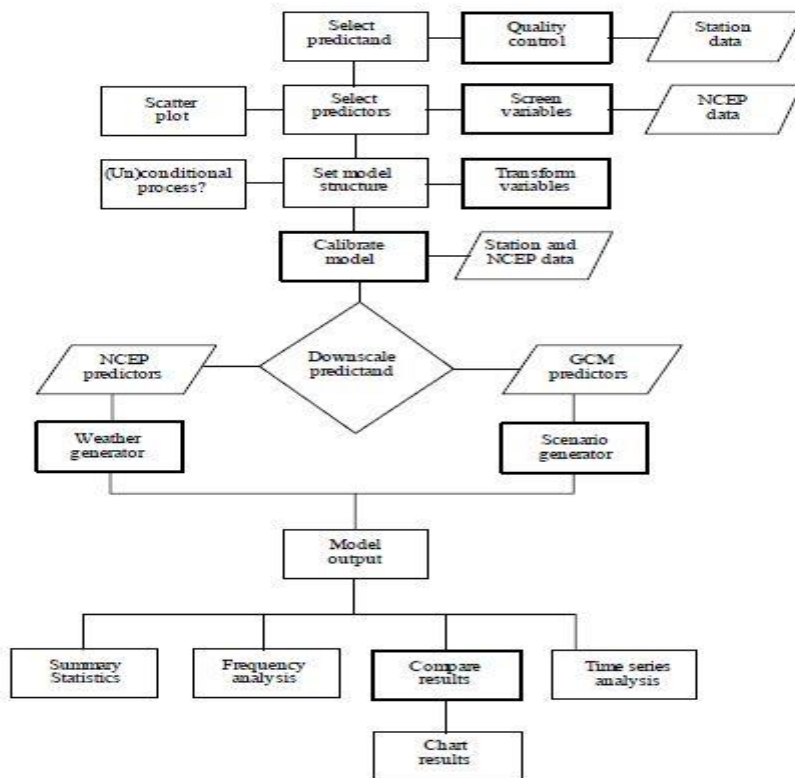 Select
predictand
Quality
control
Station
data
Scatter
plot
Select
predictors
Screen
variables
NCEP
data
(Un)conditional
process?
Set model
structure
Transform
variables
Calibrate
model
Station and
NCEP data
NCEP
predictors
Downscale
predictand
GCM
predictors
Weather
generator
Scenario
generator
Model
output
Summary
Statistics
Frequency
analysis
Compare
results
Time series
analysis
Chart
results